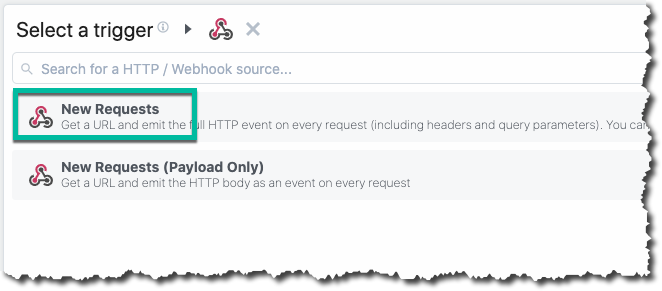 Select a trigger
Search for a HTTP / Webhook source...
New Requests
Get a URL and emit the full HTTP event on every request (including headers and query parameters). You can
New Requests (Payload Only)
Get a URL and emit the HTTP body as an event on every request